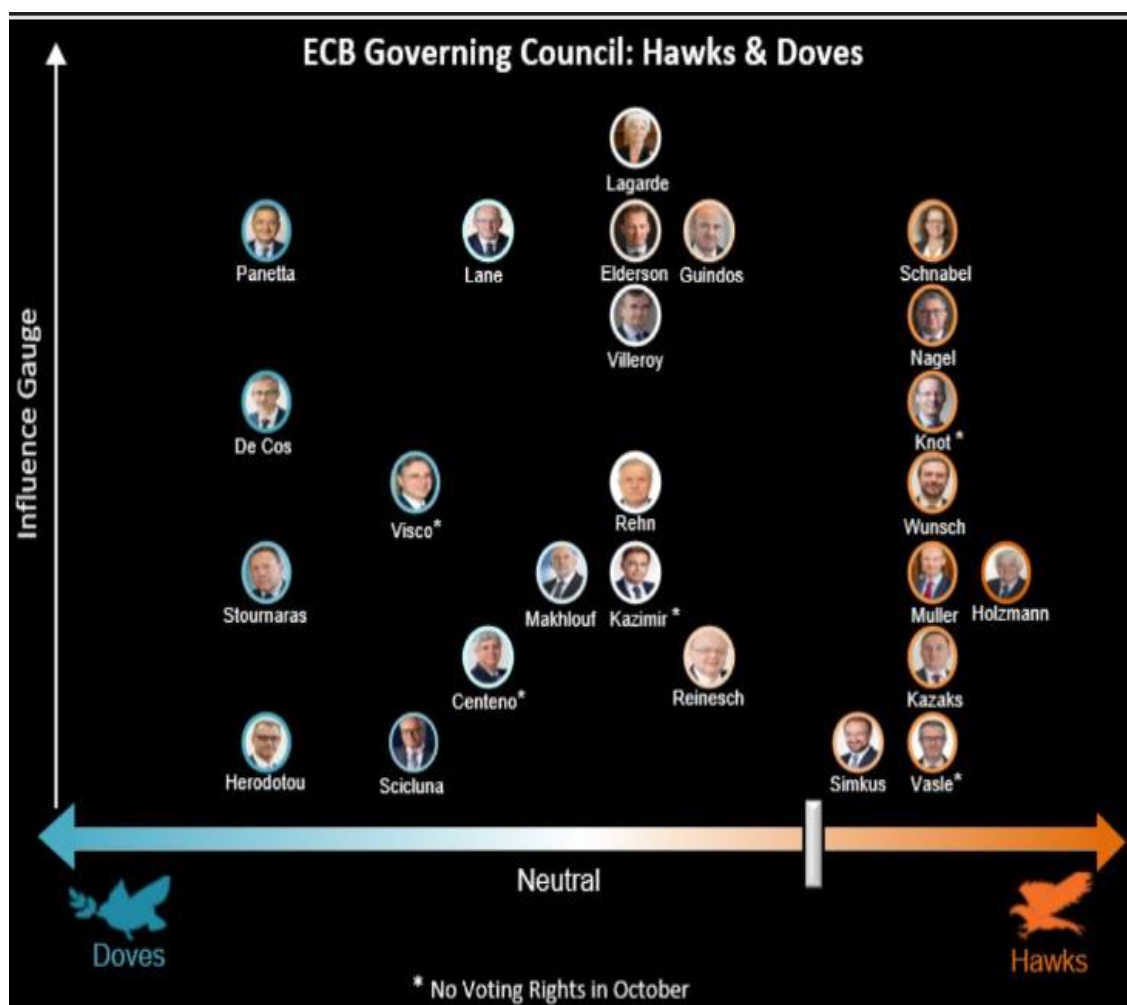 ECB Governing Council: Hawks & Doves
Influence Gauge
Lagarde
Panetta Lane Elderson Guindos Schnabel
Villeroy Nagel
De Cos Knot *
Visco* Rehn Wunsch
Stournaras Makhlouf Kazimir * Muller Holzmann
Centeno* Reinesch Kazaks
Herodotou Scicluna Simkus Vasle*
Neutral
Doves Hawks
* No Voting Rights in October